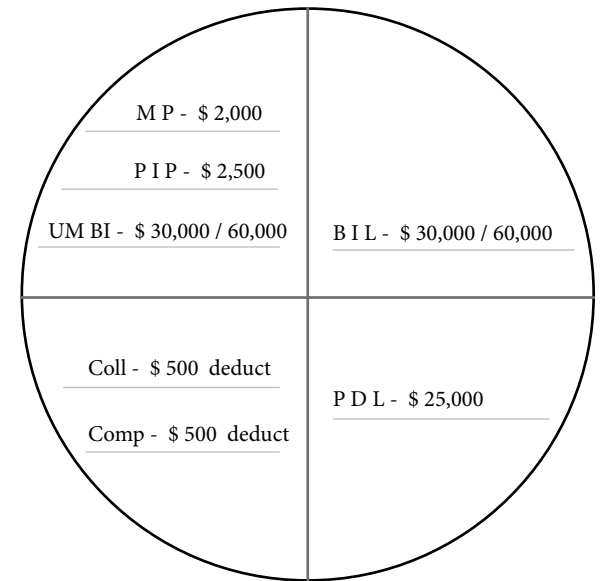 M P - $ 2,000
P I P - $ 2,500
UM BI - $ 30,000 / 60,000
B I L - $ 30,000 / 60,000
Coll - $ 500 deduct
Comp - $ 500 deduct
P D L - $ 25,000